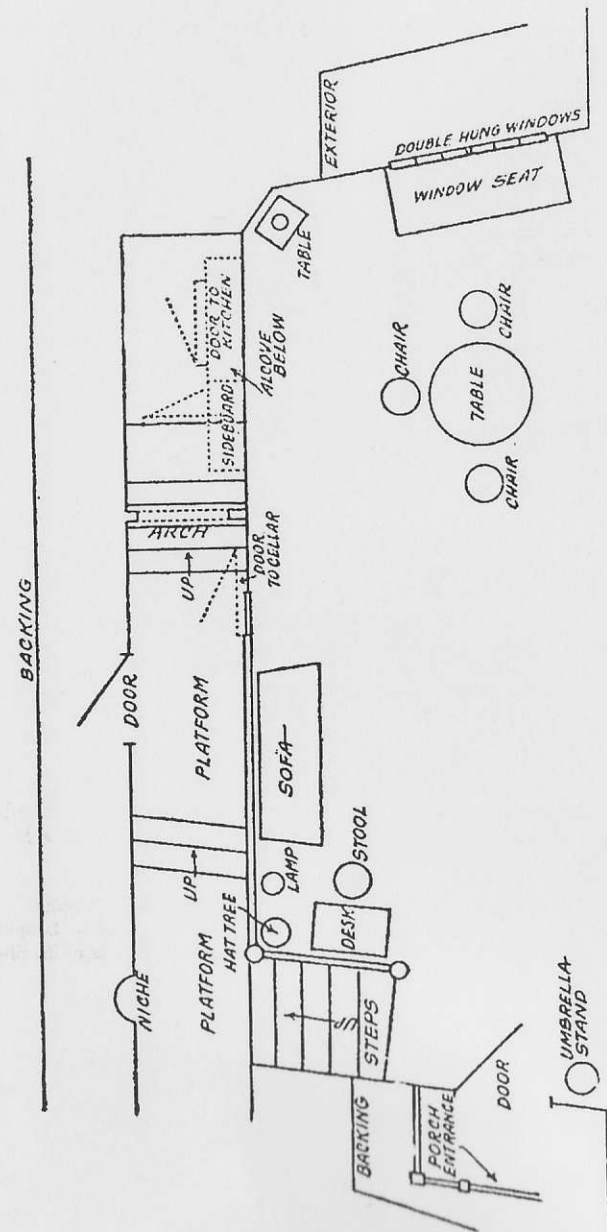 BACKING
EXTERIOR
DOUBLE HUNG WINDOWS
WINDOW SEAT
TABLE
DOOR TO
KITCHEN
SIDEBOARD
ALCOVE
BELOW
ARCH
UP
DOOR
TO CELLAR
CHAIR
CHAIR
TABLE
CHAIR
DOOR
PLATFORM
SOFA
UP
LAMP
STOOL
HAT TREE
DESK
NICHE
PLATFORM
UP
STEPS
BACKING
PORCH
ENTRANCE
DOOR
UMBRELLA
STAND